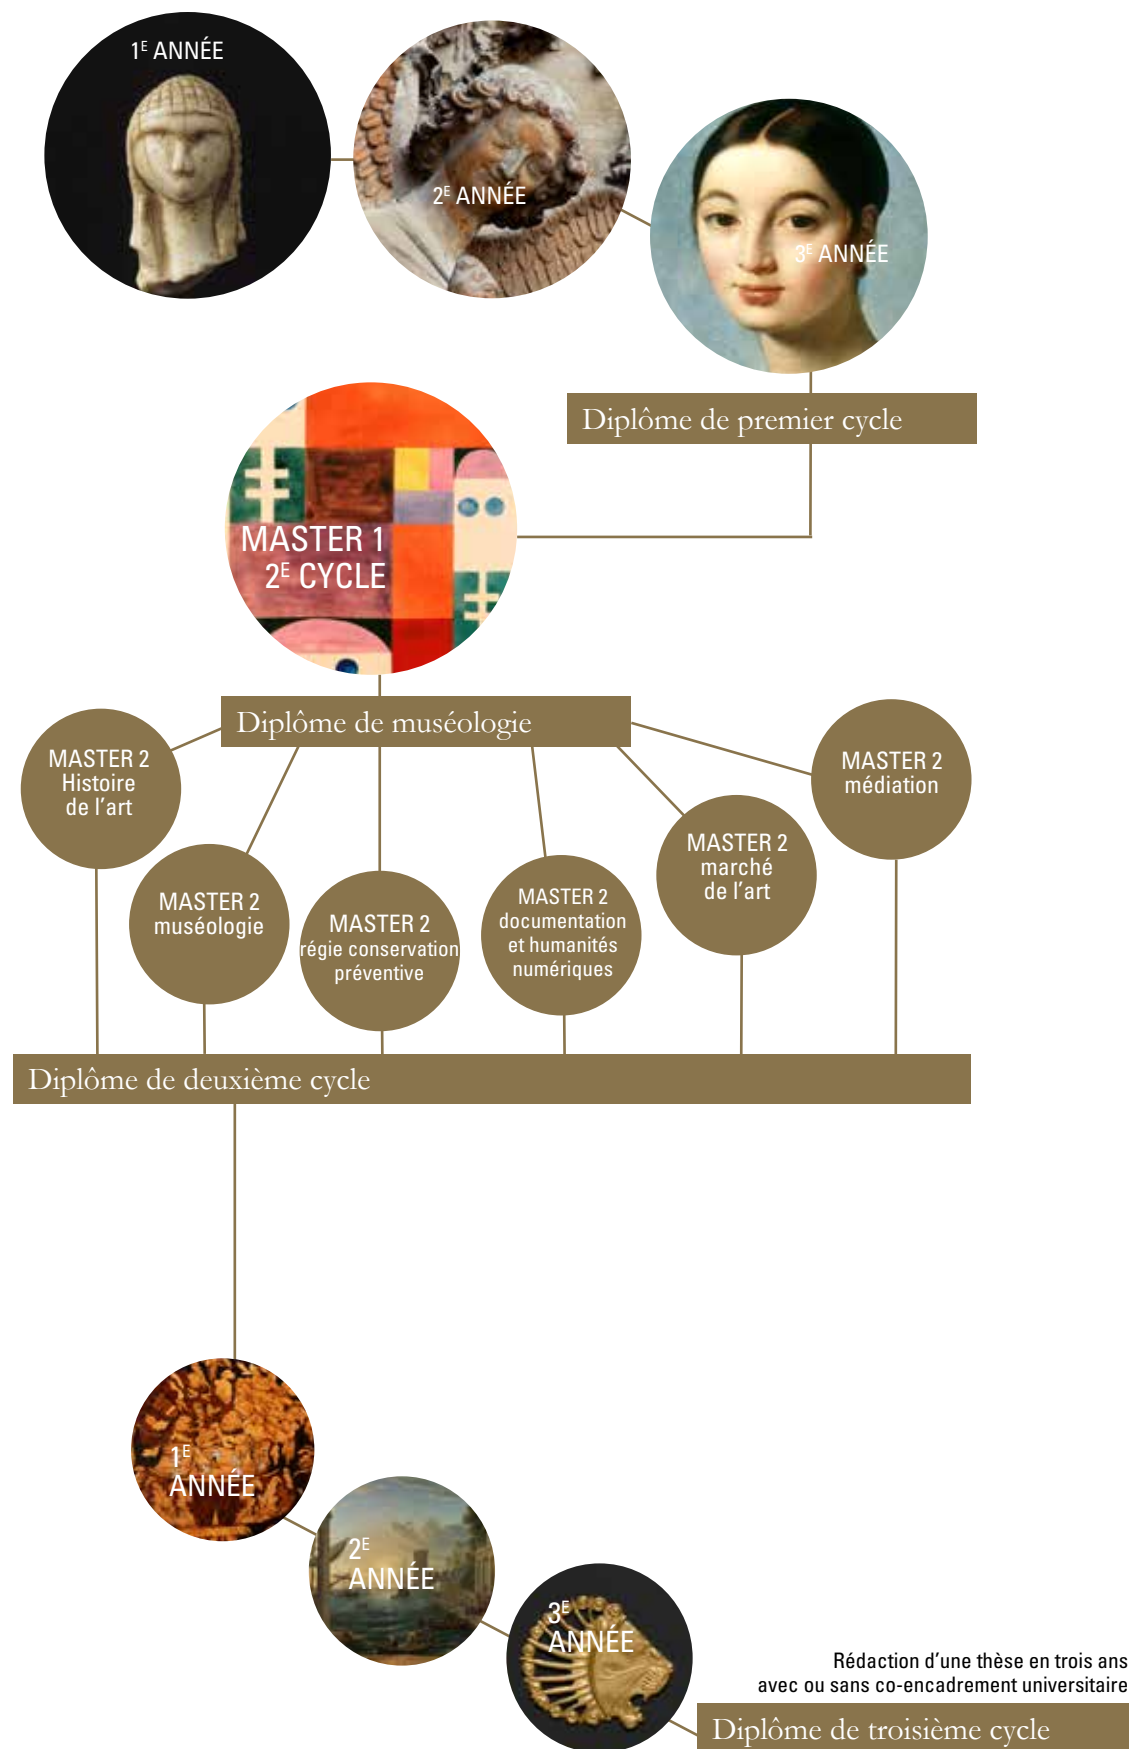 1E ANNÉE
2E ANNÉE
3E ANNÉE
Diplôme de premier cycle
MASTER 1
2E CYCLE
Diplôme de muséologie
MASTER 2
Histoire
de l’art
MASTER 2
muséologie
MASTER 2
régie conservation
préventive
MASTER 2
documentation
et humanités
numériques
MASTER 2
marché
de l’art
MASTER 2
médiation
Diplôme de deuxième cycle
1E
ANNÉE
2E
ANNÉE
3E
ANNÉE
Rédaction d’une thèse en trois ans
avec ou sans co-encadrement universitaire
Diplôme de troisième cycle